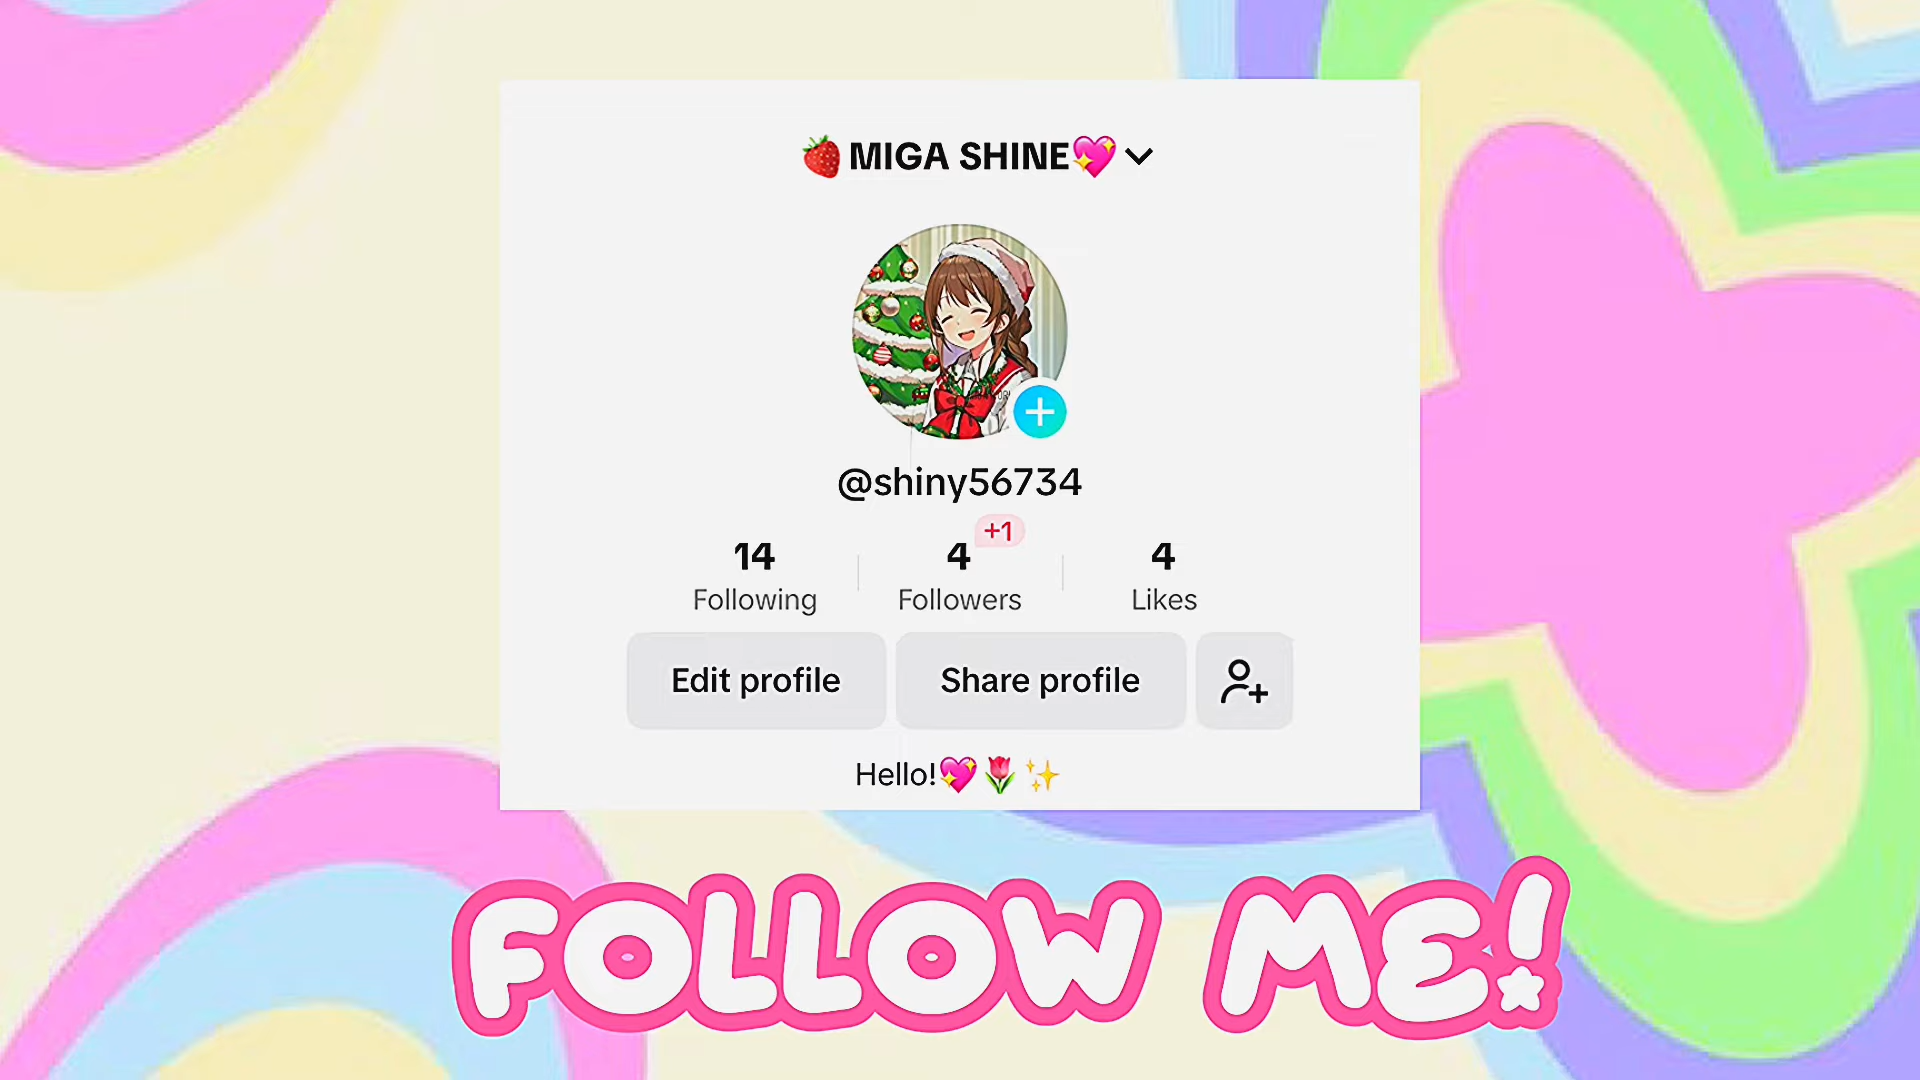 🍓MIGA SHINE💖
@shiny56734
+1
14 4 4
Following Followers Likes
Edit profile Share profile
Hello!💖🌷✨
FOLLOW ME!